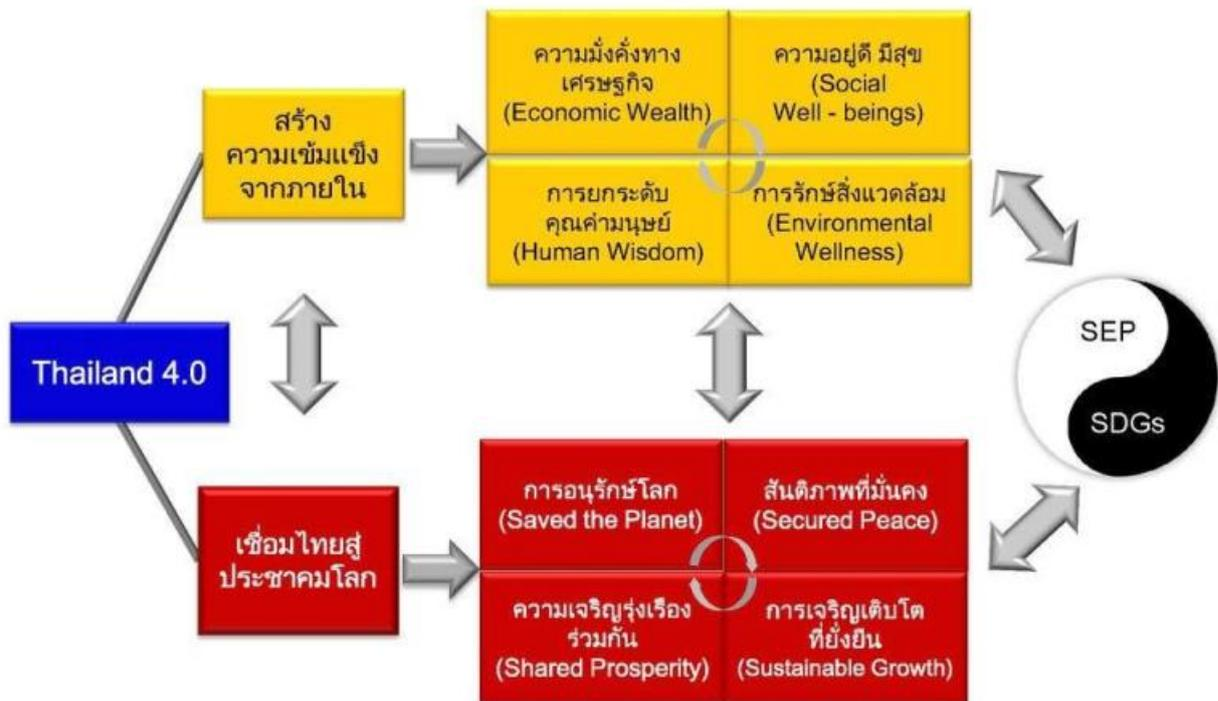 Thailand 4.0
สร้าง
ความเข้มแข็ง
จากภายใน
ความมั่งคั่งทาง
เศรษฐกิจ
(Economic Wealth)
ความอยู่ดี มีสุข
(Social
Well - beings)
การยกระดับ
คุณค่ามนุษย์
(Human Wisdom)
การรักษ์สิ่งแวดล้อม
(Environmental
Wellness)
เชื่อมไทยสู่
ประชาคมโลก
การอนุรักษ์โลก
(Saved the Planet)
สันติภาพที่มั่นคง
(Secured Peace)
ความเจริญรุ่งเรือง
ร่วมกัน
(Shared Prosperity)
การเจริญเติบโต
ที่ยั่งยืน
(Sustainable Growth)
SEP
SDGs